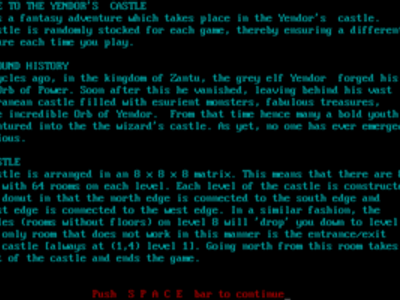 E TO THE YENDOR'S CASTLE
s a fantasy adventure which takes place in the Yendor's castle.
stle is randomly stocked for each game, thereby ensuring a different
ure each time you play.
OUND HISTORY
ycles ago, in the kingdom of Zantu, the grey elf Yendor forged his
Orb of Power. Soon after this he vanished, leaving behind his vast
ranean castle filled with esurient monsters, fabulous treasures,
e incredible Orb of Yendor. From that time hence many a bold youth
ntured into the the wizard's castle. As yet, no one has ever emerge
ious.
STLE
stle is arranged in an 8 x 8 x 8 matrix. This means that there are
with 64 rooms on each level. Each level of the castle is constructe
donut in that the north edge is connected to the south edge and
st edge is connected to the west edge. In a similar fashion, the
les (rooms without floors) on level 8 will 'drop' you down to level
only room that does not work in this manner is the entrance/exit
castle (always at (1,4) level 1). Going north from this room takes
t of the castle and ends the game.
Push S P A C E bar to continue